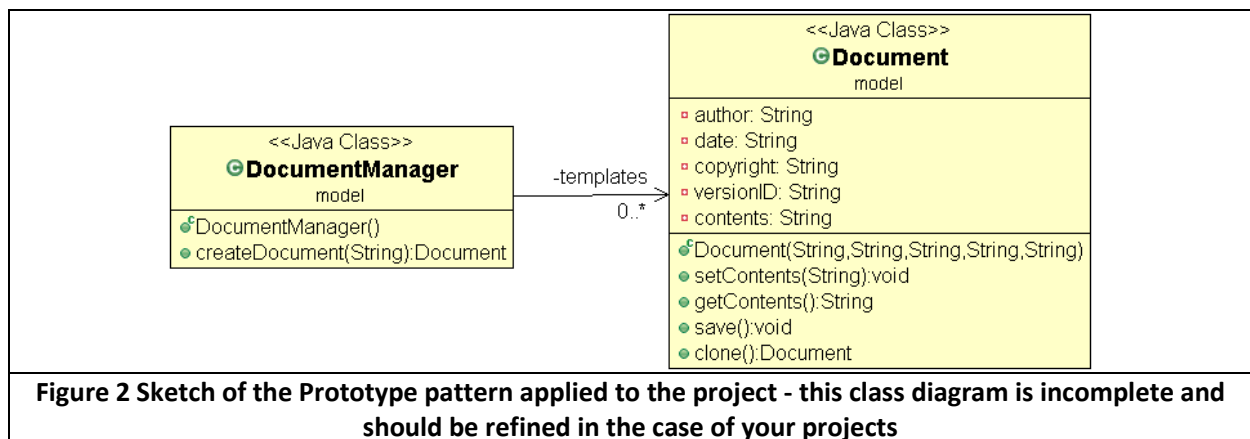 <<Java Class>>
DocumentManager
model
DocumentManager()
createDocument(String):Document
-templates
0..*
<<Java Class>>
Document
model
author: String
date: String
copyright: String
versionID: String
contents: String
Document(String,String,String,String,String)
setContents(String):void
getContents():String
save():void
clone():Document
Figure 2 Sketch of the Prototype pattern applied to the project - this class diagram is incomplete and
should be refined in the case of your projects